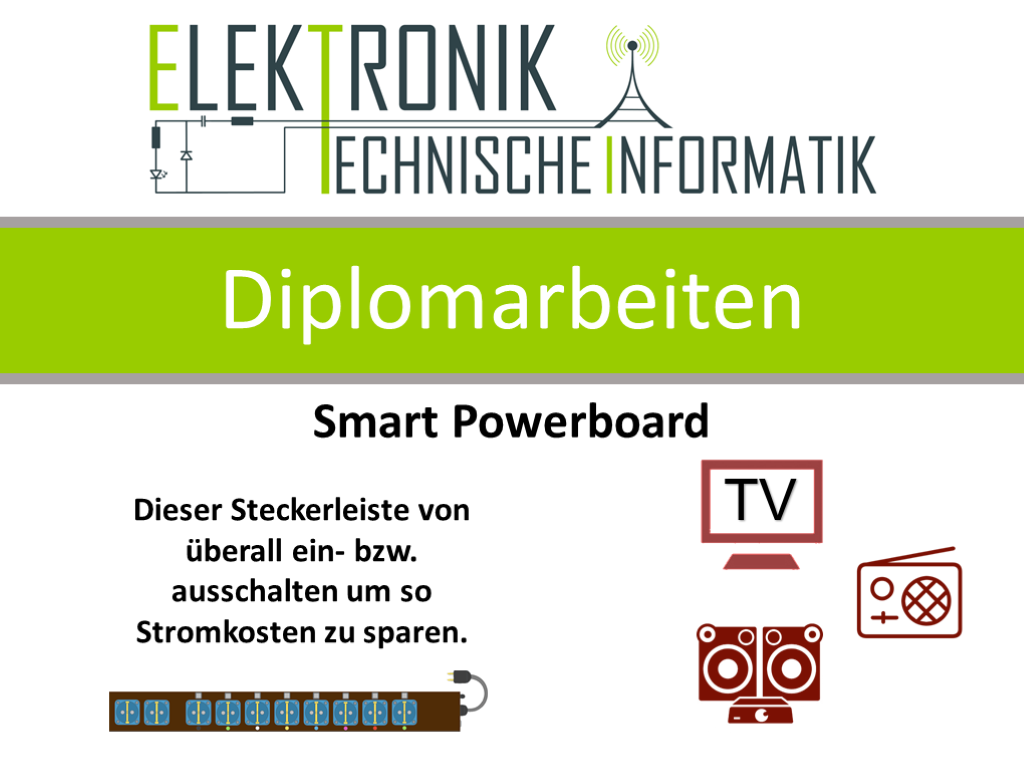 ELEKTRONIK
TECHNISCHE INFORMATIK
Diplomarbeiten
Smart Powerboard
TV
Dieser Steckerleiste von
überall ein- bzw.
ausschalten um so
Stromkosten zu sparen.